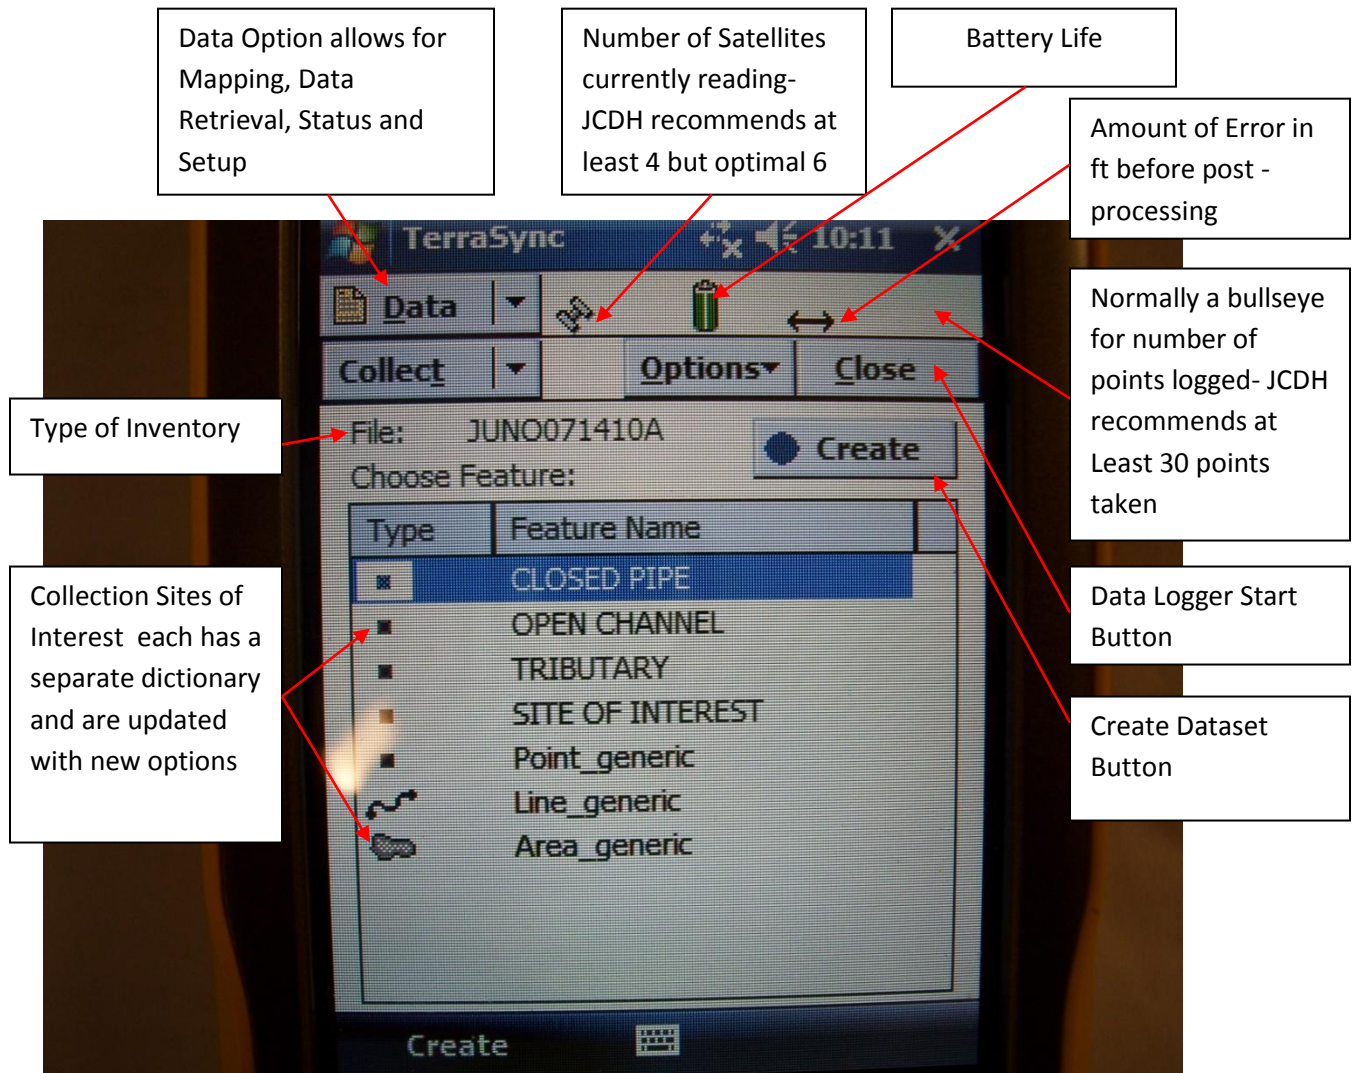 Data Option allows for
Mapping, Data
Retrieval, Status and
Setup
Number of Satellites
currently reading-
JCDH recommends at
least 4 but optimal 6
Battery Life
Amount of Error in
ft before post -
processing
Normally a bullseye
for number of
points logged- JCDH
recommends at
Least 30 points
taken
Type of Inventory
Collection Sites of
Interest each has a
separate dictionary
and are updated
with new options
Data Logger Start
Button
Create Dataset
Button
TerraSync 10:11
Data
Collect Options Close
File: JUNO071410A
Create
Choose Feature:
Type Feature Name
CLOSED PIPE
OPEN CHANNEL
TRIBUTARY
SITE OF INTEREST
Point_generic
Line_generic
Area_generic
Create